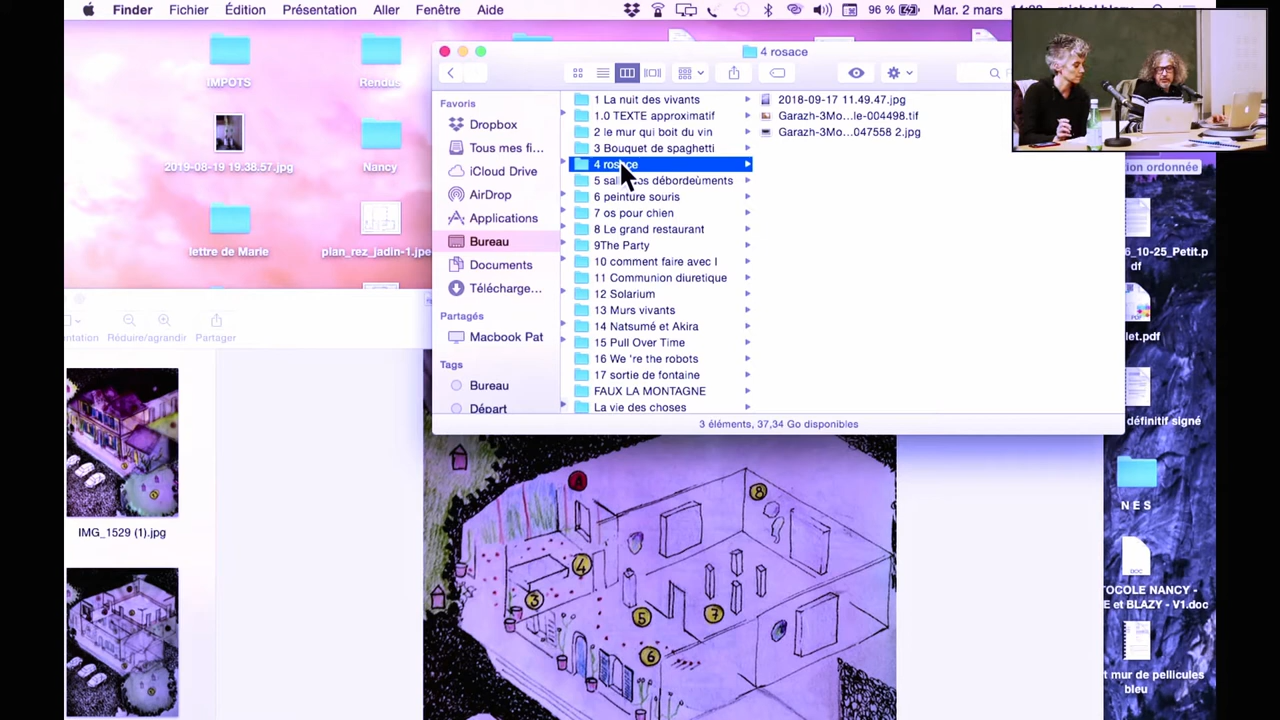 Finder Fichier Édition Présentation Aller Fenêtre Aide 96 % Mar. 2 mars
IMPOTS
Rendus
2019-08-19 19.38.57.jpg
Nancy
lettre de Marie
plan_rez_jadin-1.jpe
4 rosace
Favoris
Dropbox
Tous mes fi...
iCloud Drive
AirDrop
Applications
Bureau
Documents
Télécharge...
Partagés
Macbook Pat
Tags
Bureau
Départ
1 La nuit des vivants
1.0 TEXTE approximatif
2 le mur qui boit du vin
3 Bouquet de spaghetti
4 rosace
6 peinture souris
7 os pour chien
8 Le grand restaurant
9The Party
10 comment faire avec l
11 Communion diuretique
12 Solarium
13 Murs vivants
14 Natsumé et Akira
15 Pull Over Time
16 We 're the robots
17 sortie de fontaine
FAUX LA MONTAGNE
La vie des choses
2018-09-17 11.49.47.jpg
Garazh-3Mo...le-004498.tif
Garazh-3Mo...047558 2.jpg
3 éléments, 37,34 Go disponibles
ion ordonnée
6_10-25_Petit.p
df
let.pdf
définitif signé
N E S
DOC
OCOLE NANCY -
E et BLAZY - V1.doc
t mur de pellicules
bleu
ntation Réduire/agrandir Partager
IMG_1529 (1).jpg
8
4
3
5
7
6